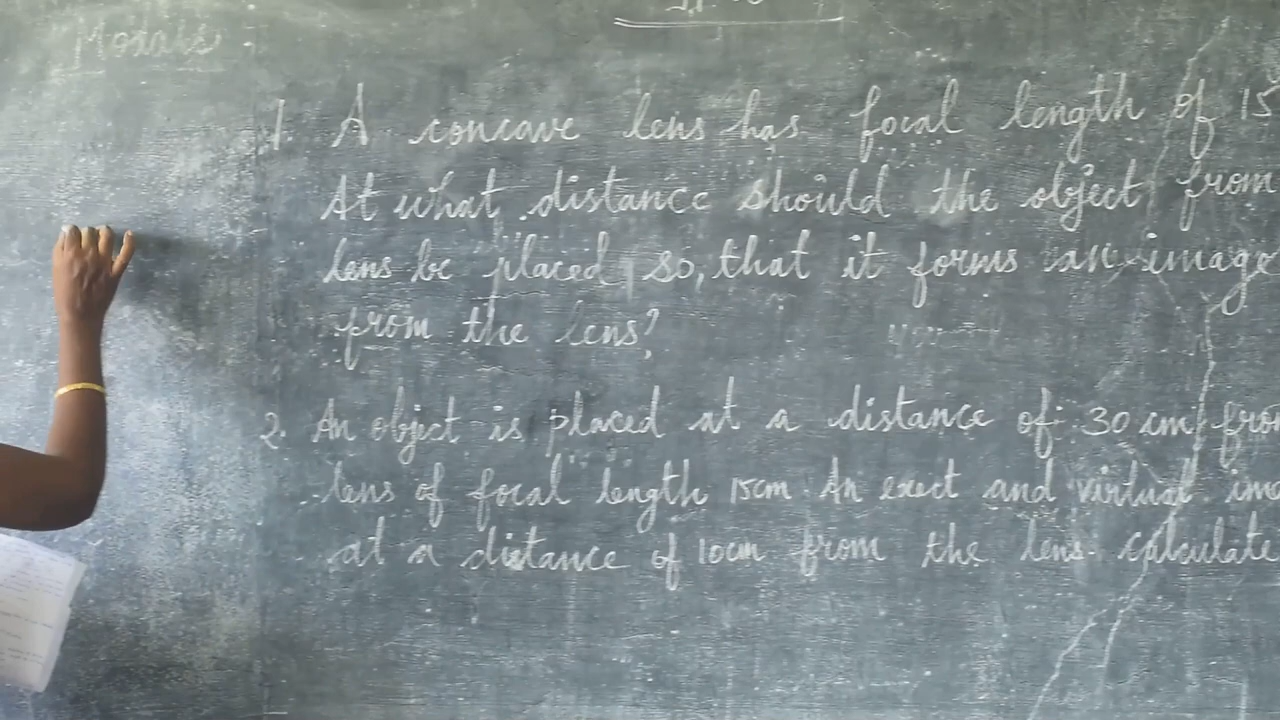 Modals
1. A concave lens has focal length of 15
At what distance should the object from
lens be placed, so, that it forms an image
from the lens?
2. An object is placed at a distance of 30 cm from
lens of focal length 15cm. An erect and virtual ima
at a distance of 10cm from the lens. calculate